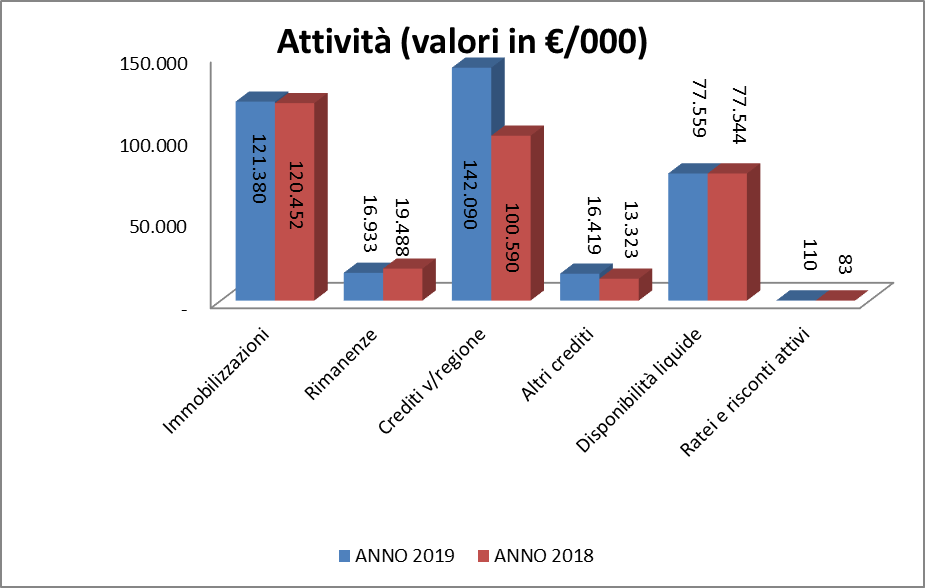 Attività (valori in €/000)
150.000
100.000
50.000
-
121.380
120.452
16.933
19.488
142.090
100.590
16.419
13.323
77.559
77.544
110
83
Immobilizzazioni
Rimanenze
Crediti v/regione
Altri crediti
Disponibilità liquide
Ratei e risconti attivi
ANNO 2019
ANNO 2018